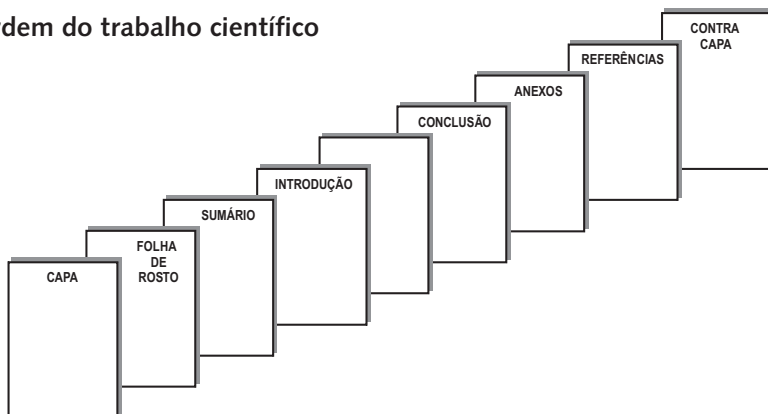 rdem do trabalho científico
CAPA
FOLHA
DE
ROSTO
SUMÁRIO
INTRODUÇÃO
CONCLUSÃO
ANEXOS
REFERÊNCIAS
CONTRA
CAPA